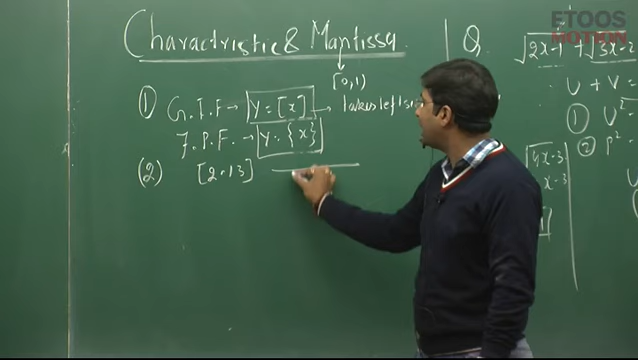 ETOOS
MOTION
Charactristic & Mantissa
[0,1)
① G.I.F → Y = [x] → takes left
F.P.F. → Y = {x}
(2) [2.13]
Q.
√2x-1 + √3x-2
U + V =
① U²
② P² =
√4x-3
x-3